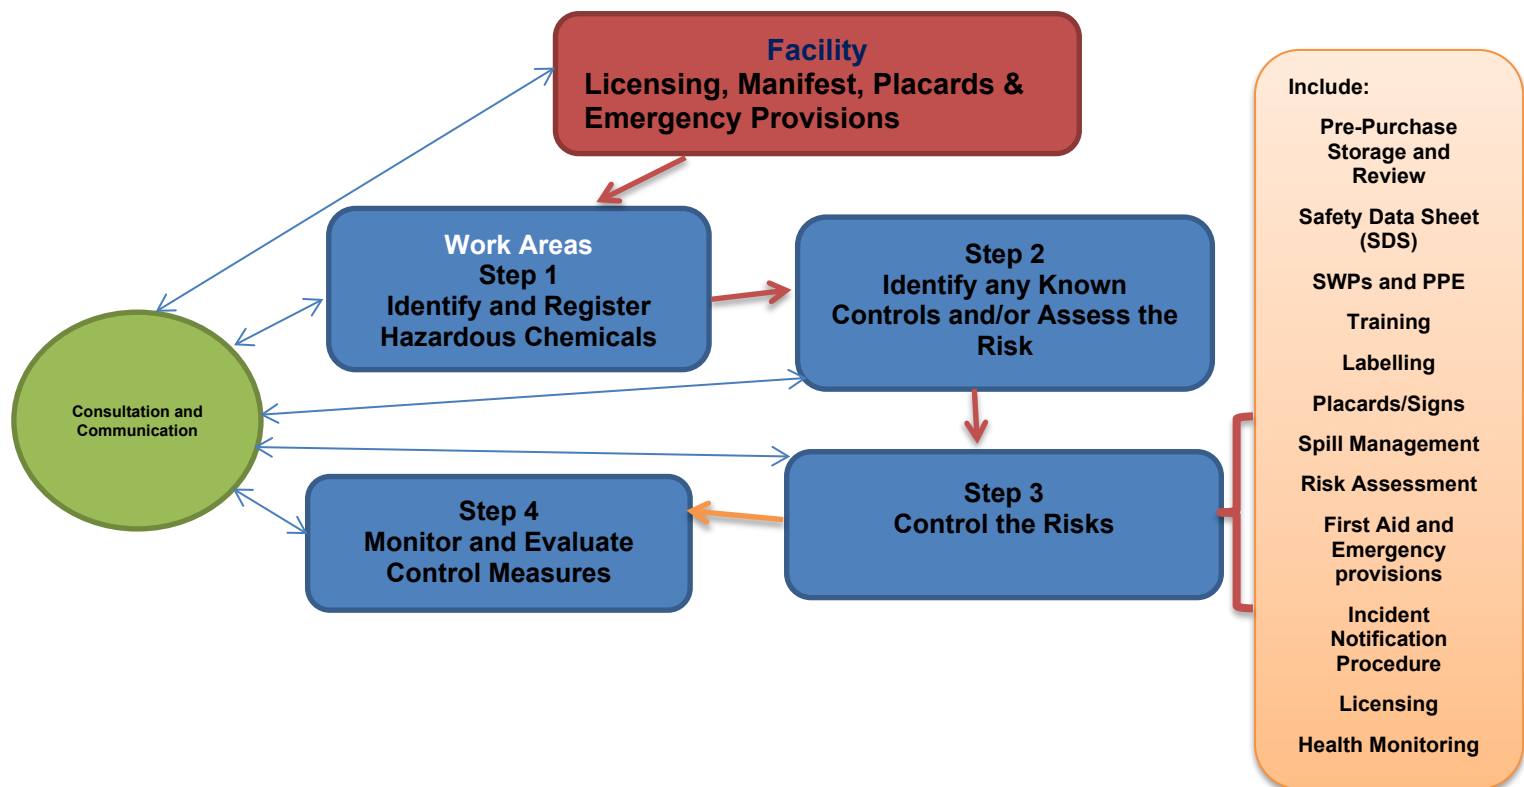 Facility
Licensing, Manifest, Placards &
Emergency Provisions
Work Areas
Step 1
Identify and Register
Hazardous Chemicals
Step 2
Identify any Known
Controls and/or Assess the
Risk
Consultation and
Communication
Step 3
Control the Risks
Step 4
Monitor and Evaluate
Control Measures
Include:
Pre-Purchase
Storage and
Review
Safety Data Sheet
(SDS)
SWPs and PPE
Training
Labelling
Placards/Signs
Spill Management
Risk Assessment
First Aid and
Emergency
provisions
Incident
Notification
Procedure
Licensing
Health Monitoring